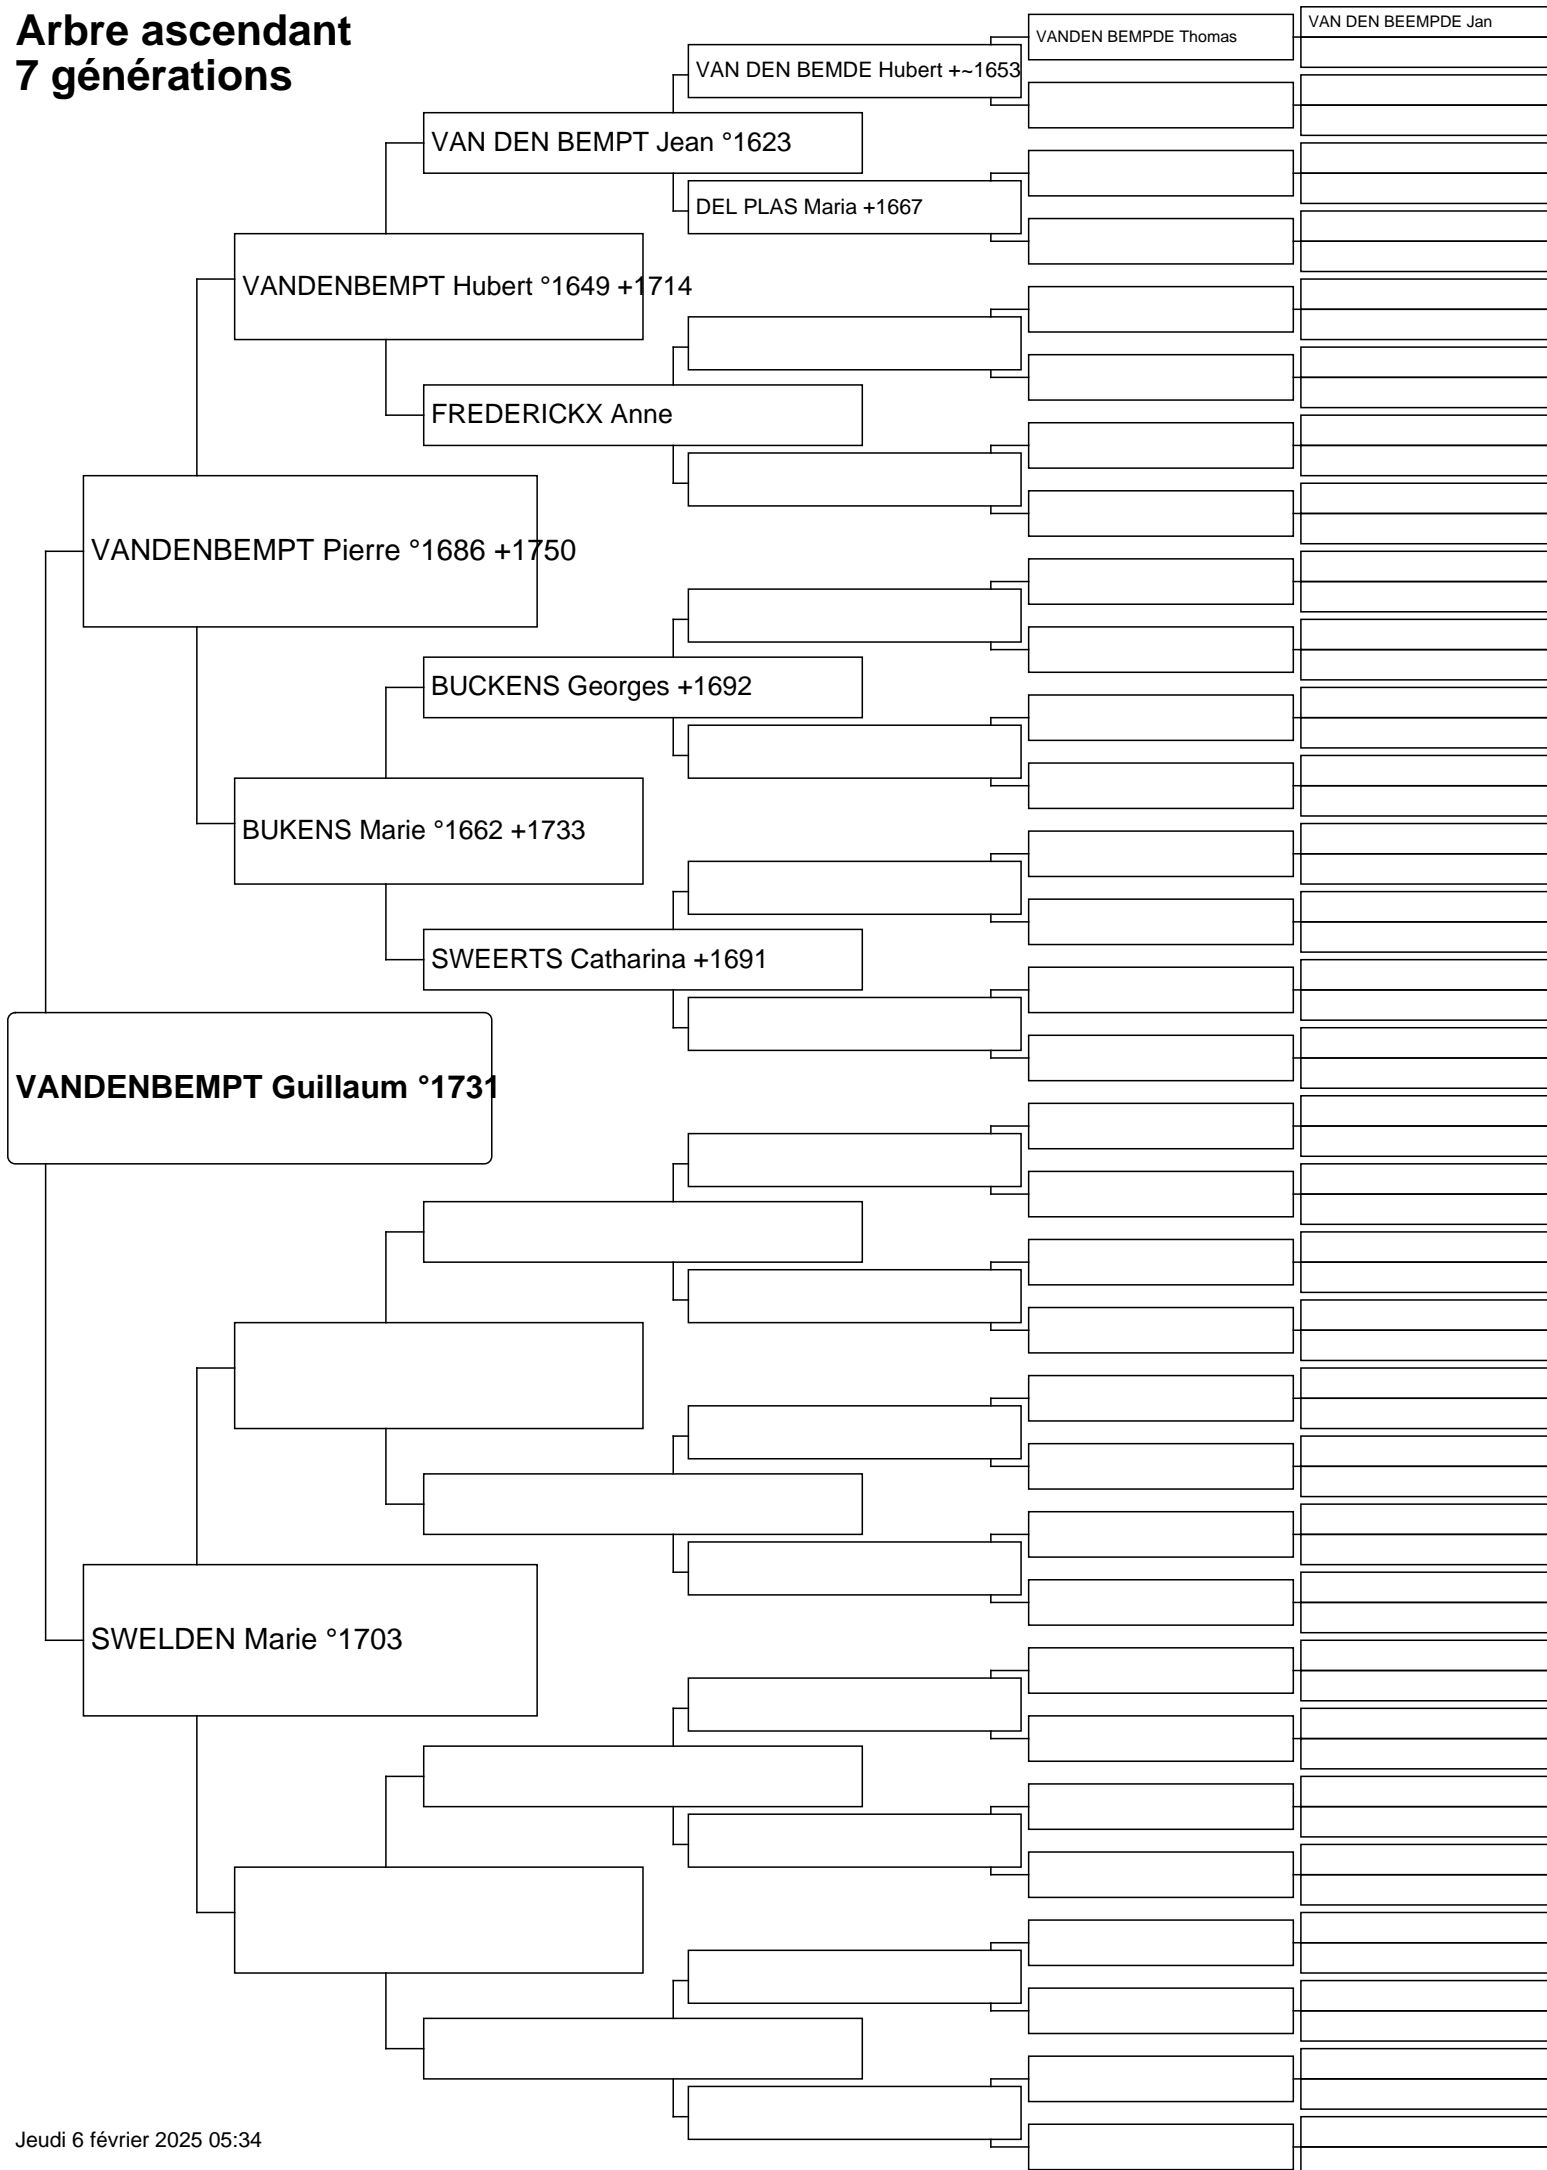 Arbre ascendant
7 générations
VAN DEN BEEMPDE Jan
VANDEN BEMPDE Thomas
VAN DEN BEMDE Hubert +~1653
VAN DEN BEMPT Jean °1623
DEL PLAS Maria +1667
VANDENBEMPT Hubert °1649 +1714
FREDERICKX Anne
VANDENBEMPT Pierre °1686 +1750
BUCKENS Georges +1692
BUKENS Marie °1662 +1733
SWEERTS Catharina +1691
VANDENBEMPT Guillaum °1731
SWELDEN Marie °1703
Jeudi 6 février 2025 05:34